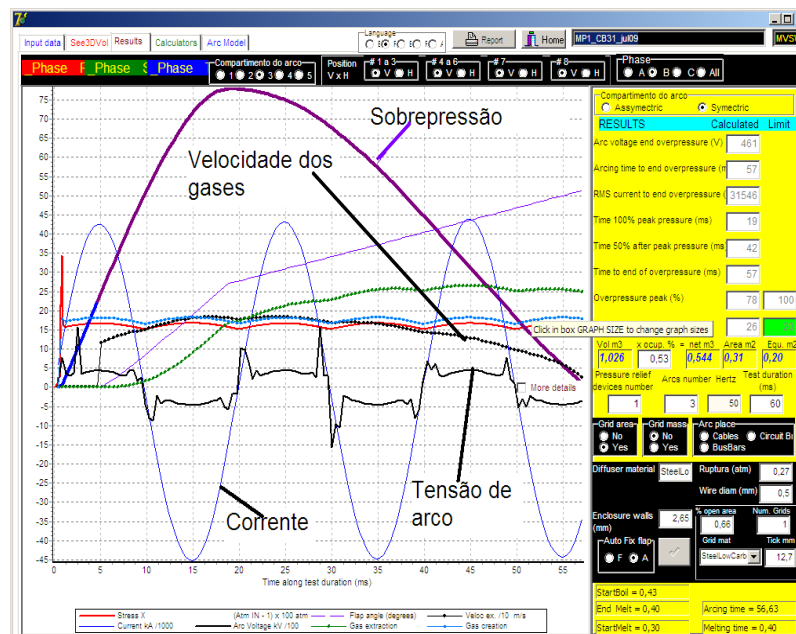 Input data
See3DVol
Results
Calculators
Arc Model
Language
Report
Home
MP1_CB31_jul09
MVSV
_Phase
_Phase
_Phase
Compartimento do arco
1 2 3 4 5
Position
V x H
# 1 a 3
V H
# 4 a 6
V H
# 7
V H
# 8
V H
Phase
A B C All
75
70
65
60
55
50
45
40
35
30
25
20
15
10
5
0
-5
-10
-15
-20
-25
-30
-35
-40
-45
Sobrepressão
Velocidade dos
gases
Click in box GRAPH SIZE to change graph sizes
More details
Tensão de
arco
Corrente
0 5 10 15 20 25 30 35 40 45 50 55
Time along test duration (ms)
Stress X
(Atm IN - 1) x 100 atm
Flap angle (degrees)
Veloc ex. /10 m/s
Current kA /1000
Arc Voltage kV /100
Gas extraction
Gas creation
Compartimento do arco
Assymectric
Symectric
RESULTS Calculated Limit
Arc voltage end overpressure (V) 461
Arcing time to end overpressure (m 57
RMS current to end overpressure ( 31546
Time 100% peak pressure (ms) 19
Time 50% after peak pressure (ms 42
Time to end of overpressure (ms) 57
Overpressure peak (%) 78 100
26
Vol m3 x ocup. % = net m3 Area m2 Equ. m2
1,026 0,53 0,544 0,31 0,20
Pressure relief
devices number
Arcs number
Hertz
Test duration
(ms)
1 3 50 60
Grid area
No
Yes
Grid mass
No
Yes
Arc place
Cables
Circuit Br
BusBars
Diffuser material
SteelLo
Ruptura (atm) 0,27
Wire diam (mm) 0,5
Enclosure walls
(mm)
2,65
% open area
0,66
Num. Grids
1
Auto Fix flap
F A
Grid mat
SteelLowCarb
Tick mm
12,7
StartBoil = 0,43
End Melt = 0,40
Arcing time = 56,63
StartMelt = 0,30
Melting time = 0,40